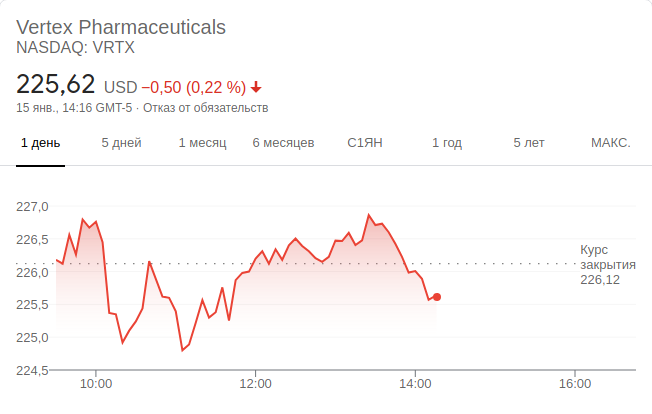 Vertex Pharmaceuticals
NASDAQ: VRTX
225,62 USD −0,50 (0,22 %)
15 янв., 14:16 GMT-5 · Отказ от обязательств
1 день 5 дней 1 месяц 6 месяцев С1ЯН 1 год 5 лет МАКС.
227,0
226,5
Курс
закрытия
226,12
226,0
225,5
225,0
224,5
10:00 12:00 14:00 16:00